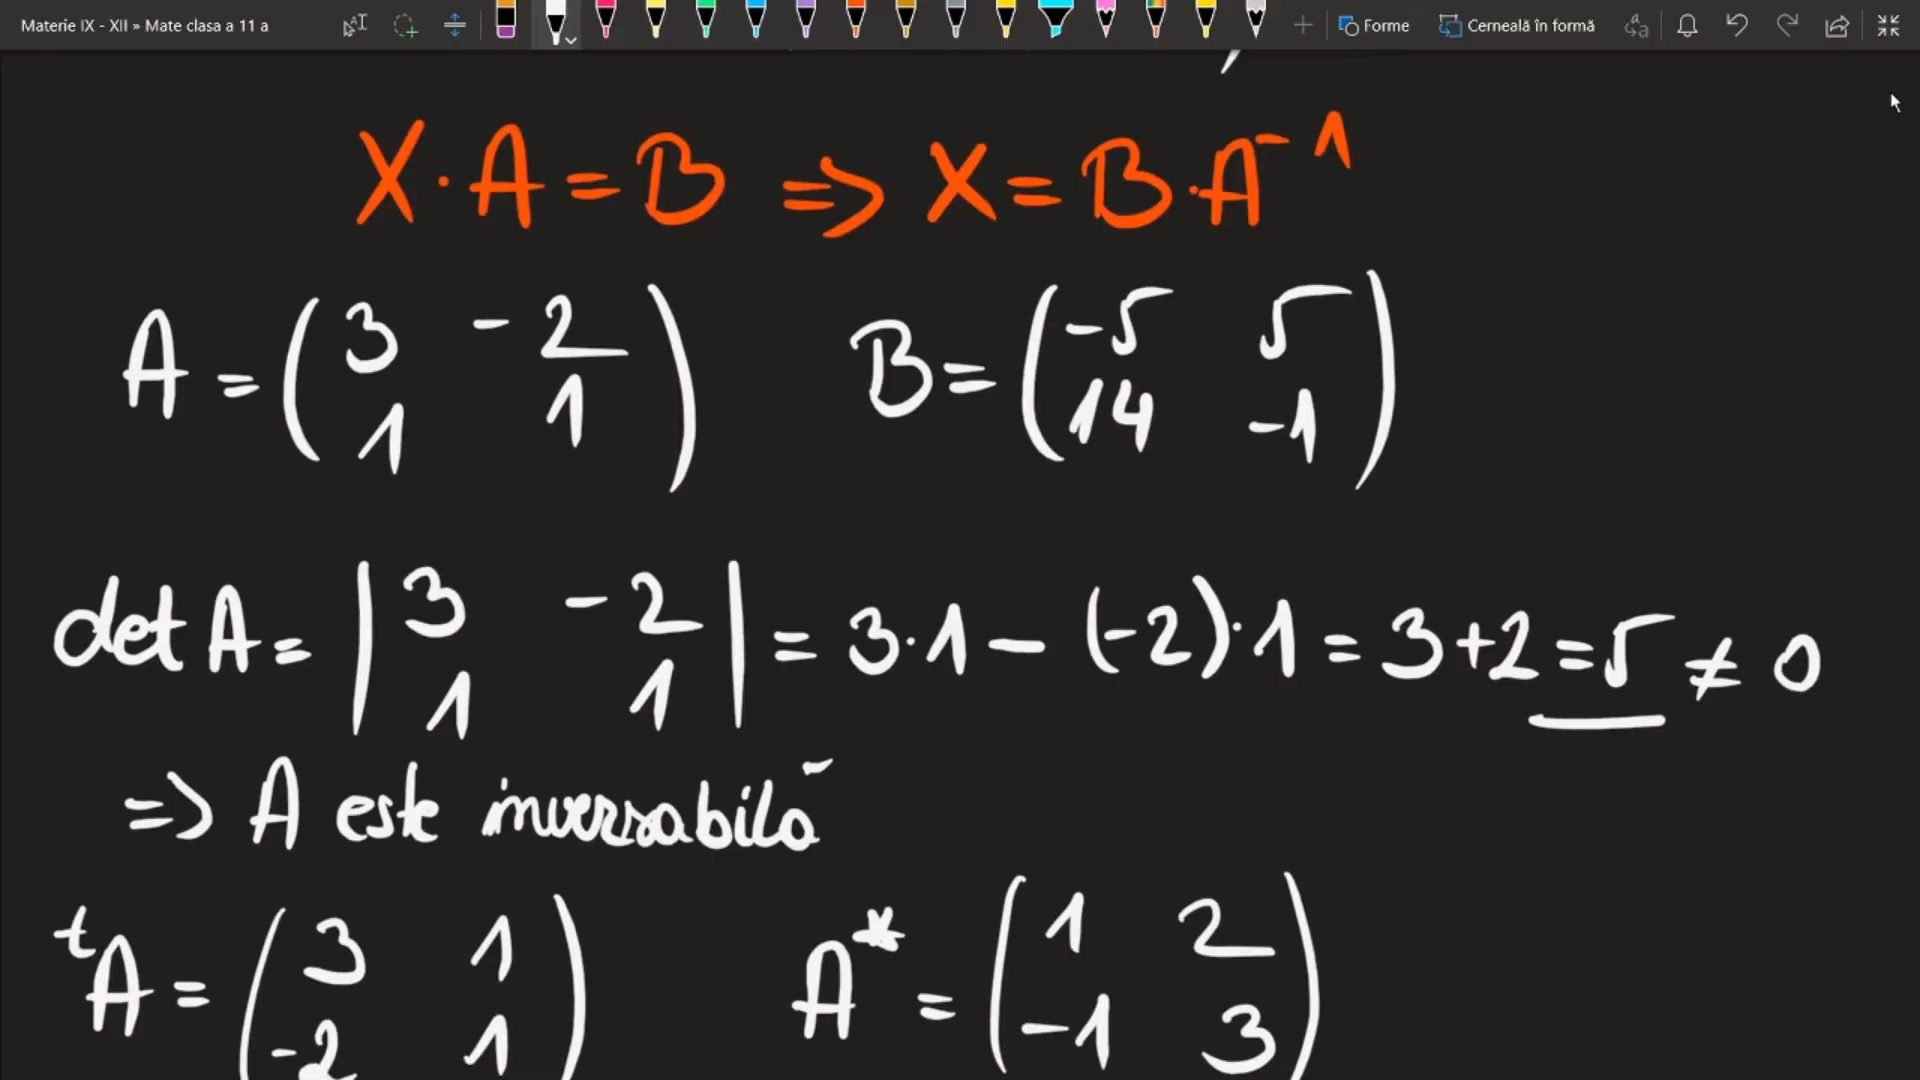 Materie IX - XII » Mate clasa a 11 a
Forme
Cerneală în formă
X · A = B => X = B · A⁻¹
A = ( 3 -2
1 1 )
B = ( -5 5
14 -1 )
det A = | 3 -2
1 1 | = 3·1 - (-2)·1 = 3+2 = 5 ≠ 0
=> A este inversabilă
ᵗA = ( 3 1
-2 1 )
A* = ( 1 2
-1 3 )